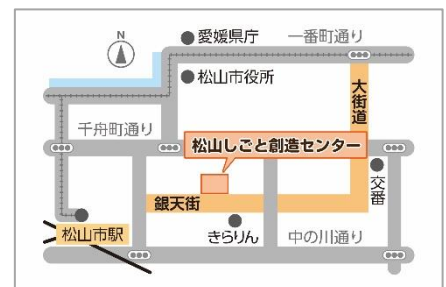 N
愛媛県庁
一番町通り
松山市役所
大街道
千舟町通り
松山しごと創造センター
交番
銀天街
松山市駅
きらりん
中の川通り